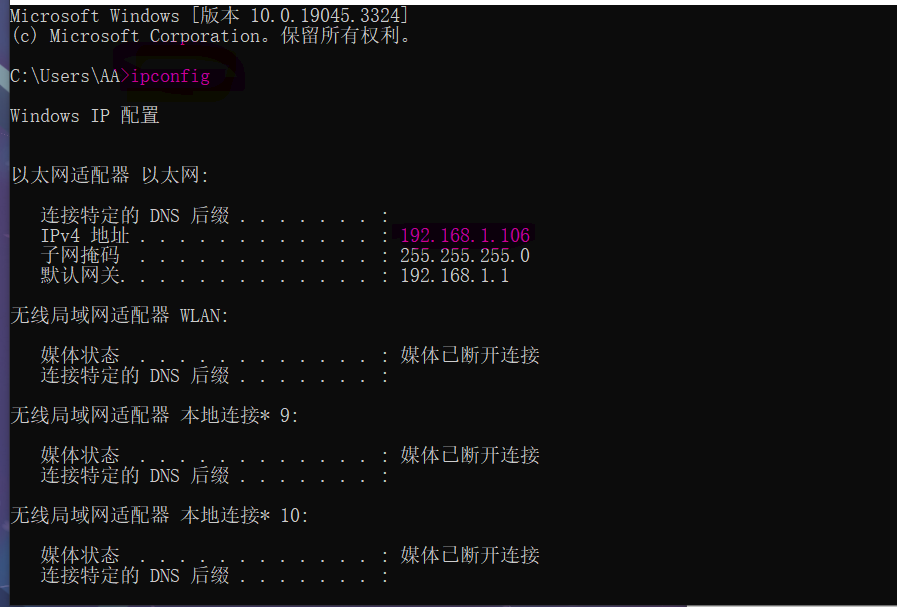 Microsoft Windows [版本 10.0.19045.3324]
(c) Microsoft Corporation。保留所有权利。
C:\Users\AA>ipconfig
Windows IP 配置
以太网适配器 以太网:
连接特定的 DNS 后缀 . . . . . . . :
IPv4 地址 . . . . . . . . . . . . : 192.168.1.106
子网掩码  . . . . . . . . . . . . : 255.255.255.0
默认网关. . . . . . . . . . . . . : 192.168.1.1
无线局域网适配器 WLAN:
媒体状态  . . . . . . . . . . . . : 媒体已断开连接
连接特定的 DNS 后缀 . . . . . . . :
无线局域网适配器 本地连接* 9:
媒体状态  . . . . . . . . . . . . : 媒体已断开连接
连接特定的 DNS 后缀 . . . . . . . :
无线局域网适配器 本地连接* 10:
媒体状态  . . . . . . . . . . . . : 媒体已断开连接
连接特定的 DNS 后缀 . . . . . . . :